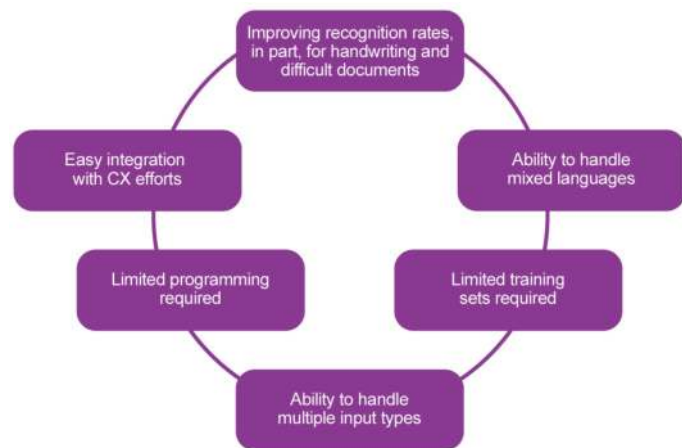 Improving recognition rates,
in part, for handwriting and
difficult documents
Easy integration
with CX efforts
Ability to handle
mixed languages
Limited programming
required
Limited training
sets required
Ability to handle
multiple input types